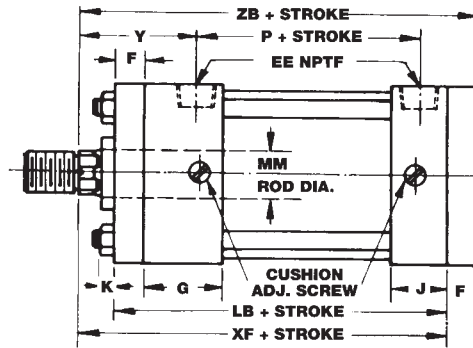 ZB + STROKE
Y
P + STROKE
F
EE NPTF
MM
ROD DIA.
CUSHION
ADJ. SCREW
K
G
J
F
LB + STROKE
XF + STROKE